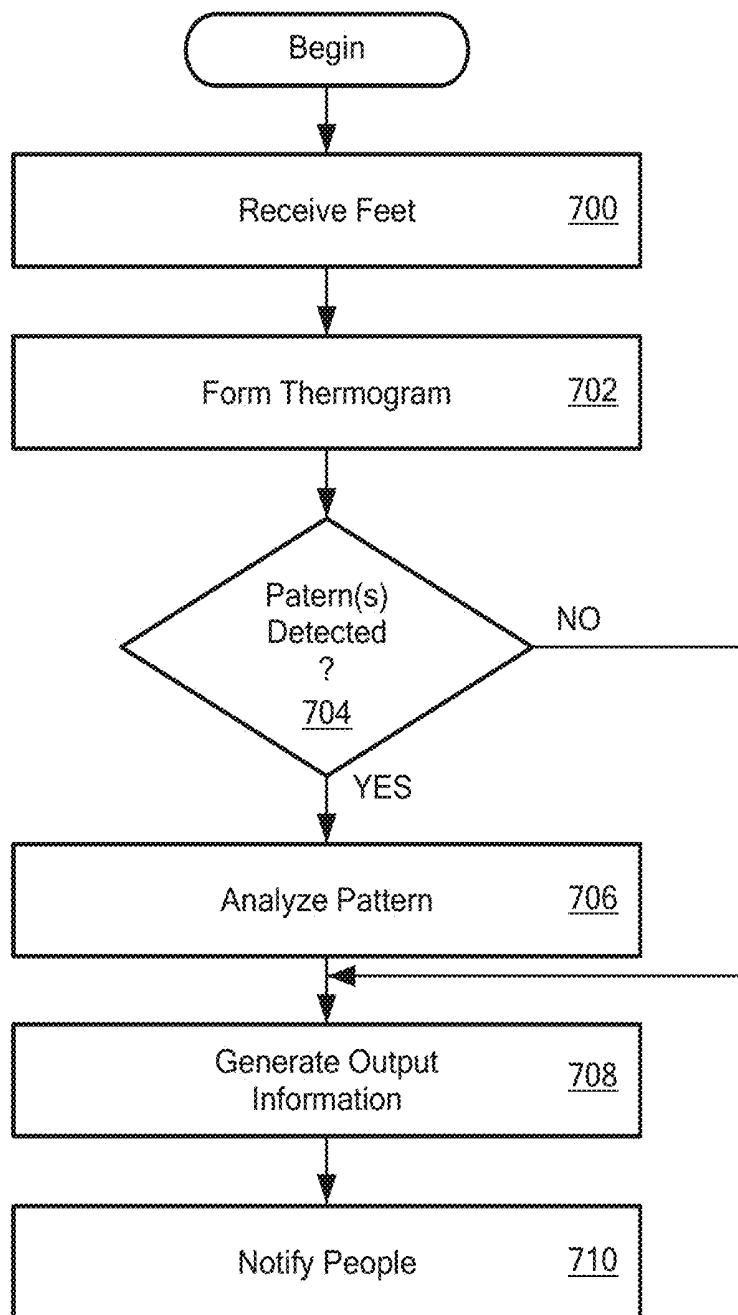 Begin
Receive Feet 700
Form Thermogram 702
Patern(s)
Detected
?
704
NO
YES
Analyze Pattern 706
Generate Output
Information
708
Notify People 710